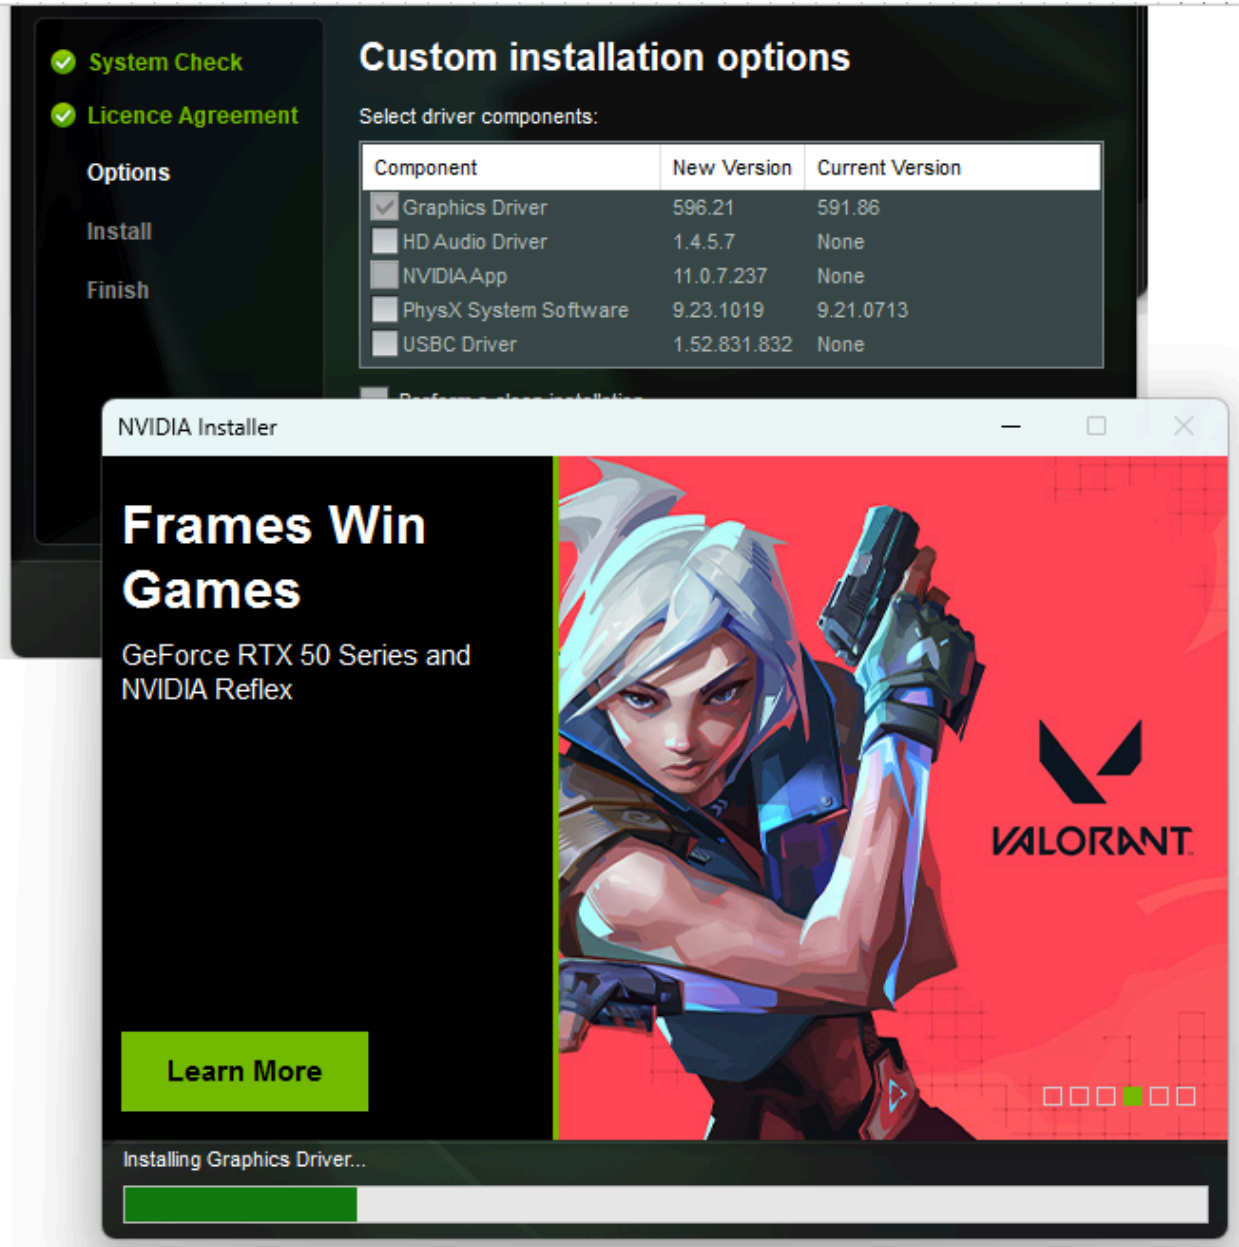 System Check
Licence Agreement
Options
Install
Finish
Custom installation options
Select driver components:
Component New Version Current Version
Graphics Driver 596.21 591.86
HD Audio Driver 1.4.5.7 None
NVIDIA App 11.0.7.237 None
PhysX System Software 9.23.1019 9.21.0713
USBC Driver 1.52.831.832 None
Perform a clean installation
NVIDIA Installer
Frames Win
Games
GeForce RTX 50 Series and
NVIDIA Reflex
VALORANT
Learn More
Installing Graphics Driver...